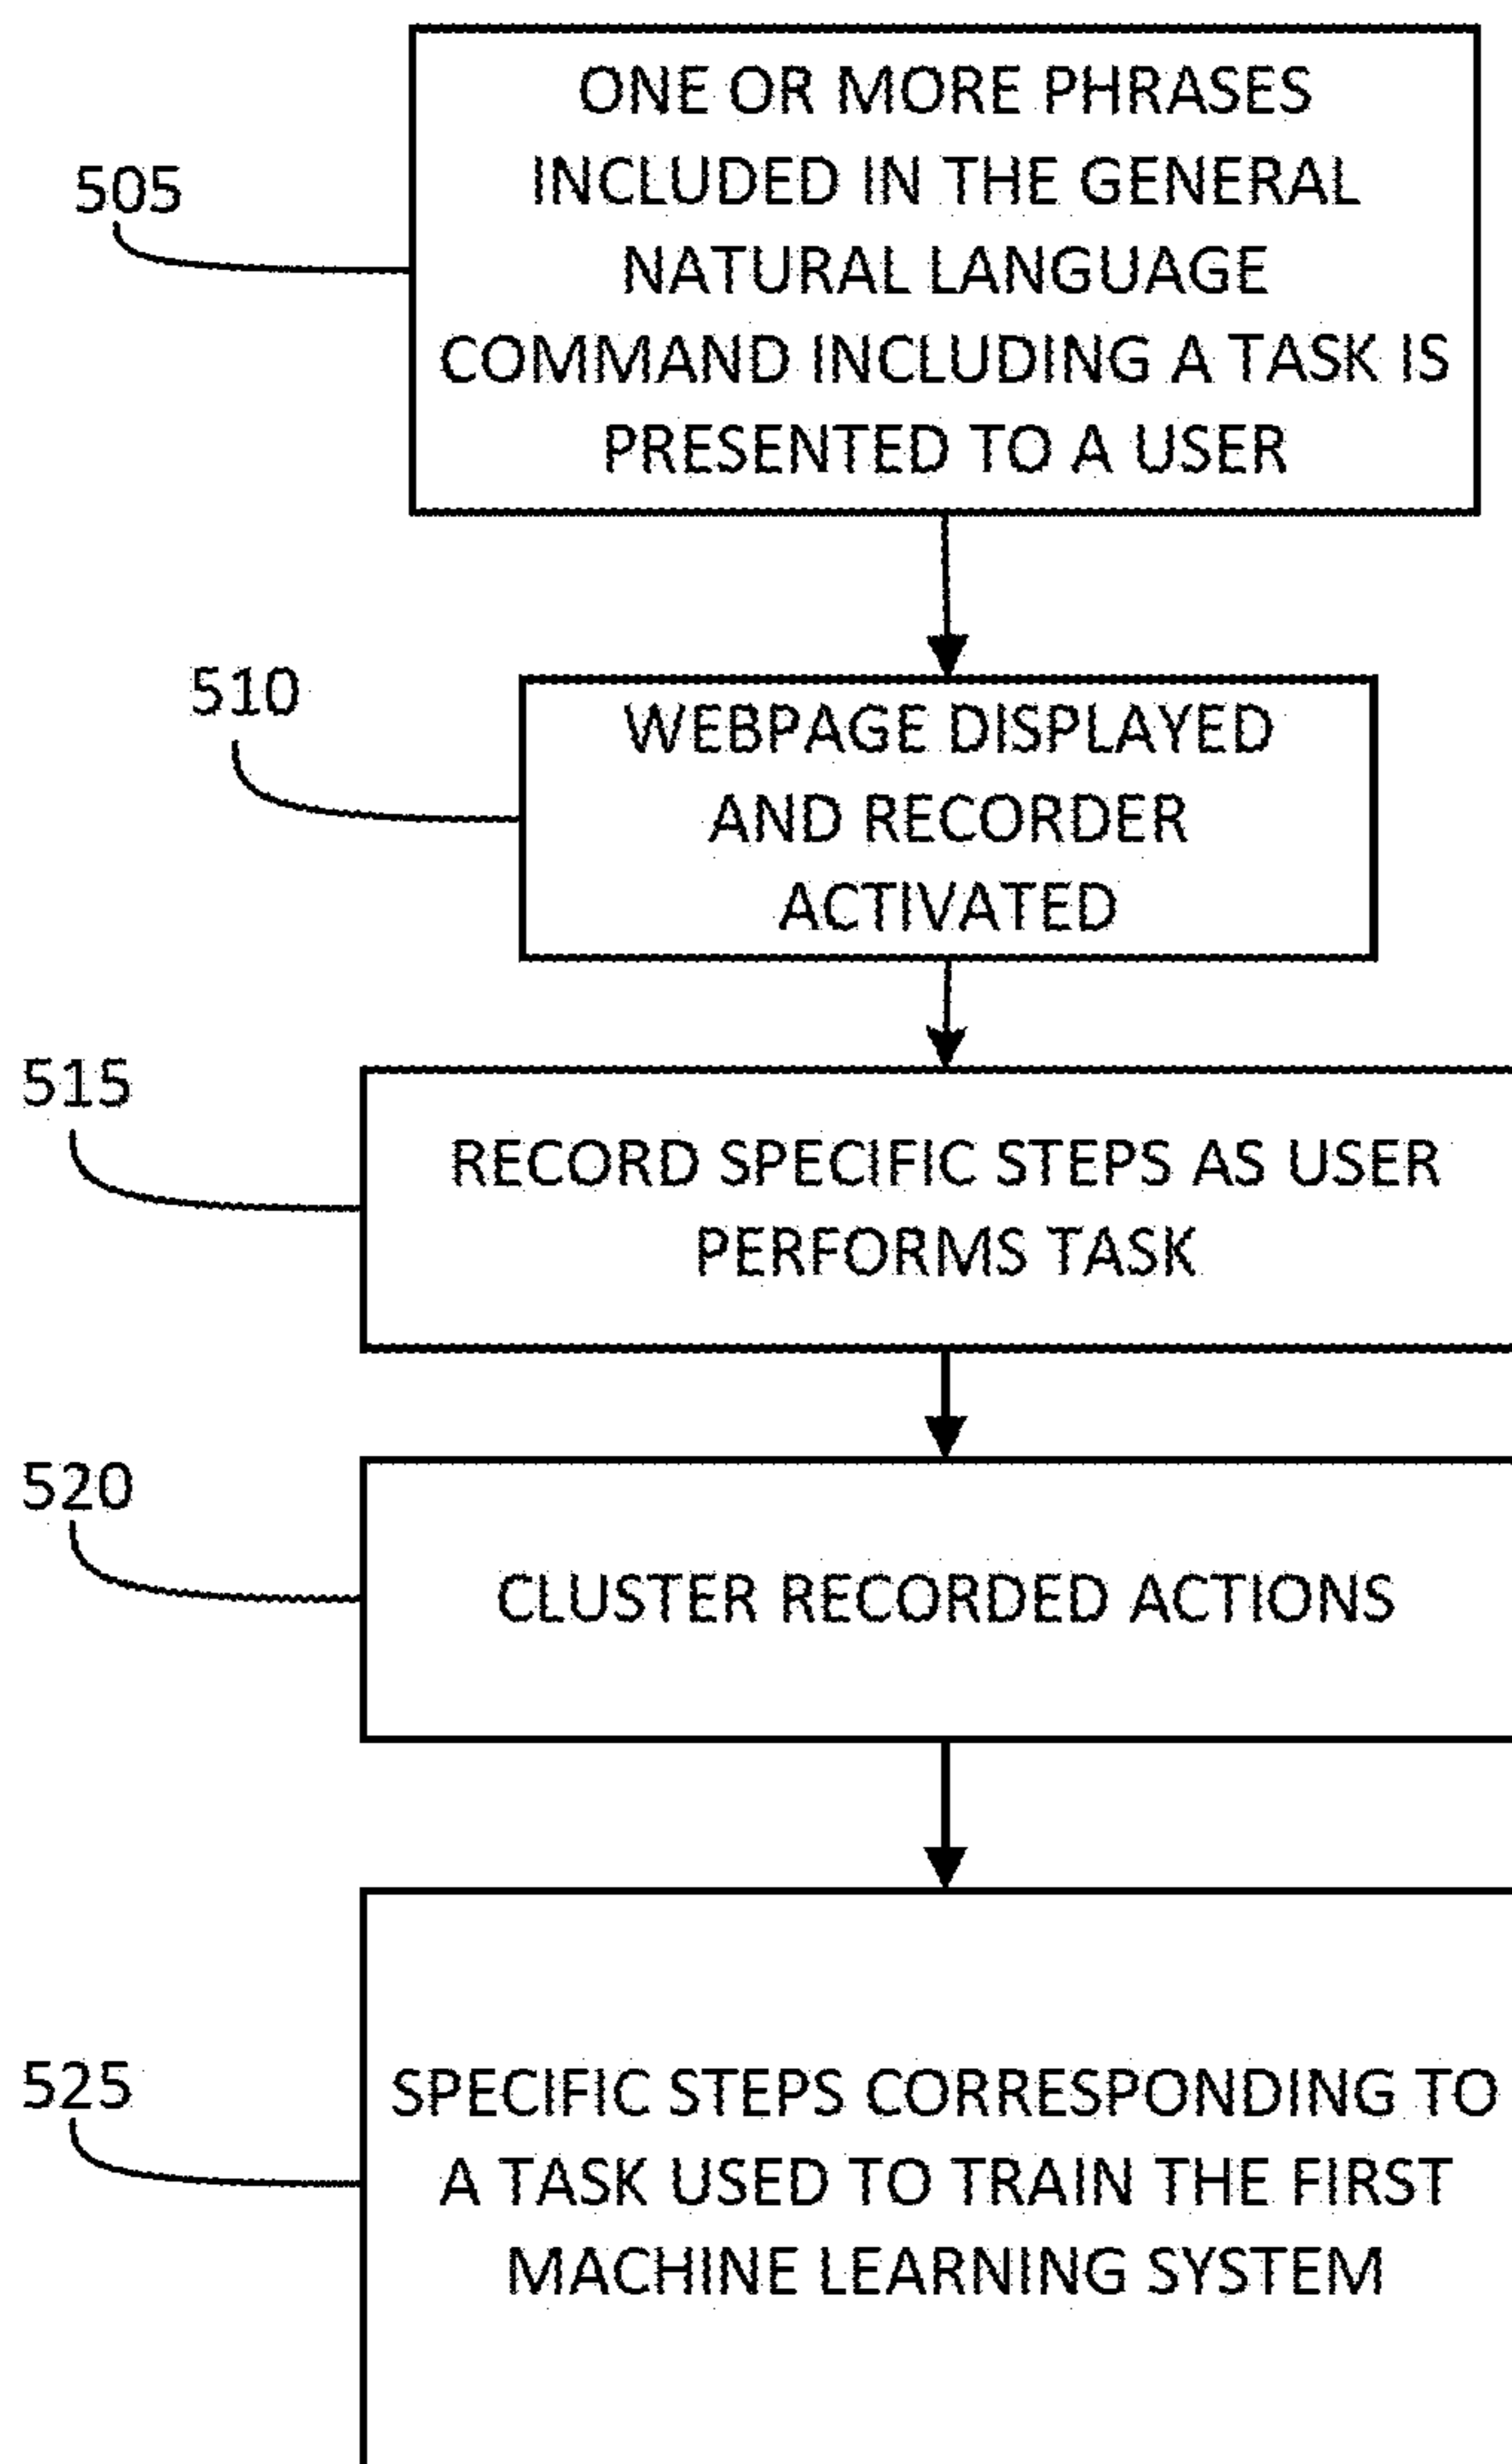 ONE OR MORE PHRASES
INCLUDED IN THE GENERAL
505
NATURAL LANGUAGE
COMMAND INCLUDING A TASK IS
PRESENTED TO A USER
510
WEBPAGE DISPLAYED
AND RECORDER
ACTIVATED
515
RECORD SPECIFIC STEPS AS USER
PERFORMS TASK
520
CLUSTER RECORDED ACTIONS
525
SPECIFIC STEPS CORRESPONDING TO
A TASK USED TO TRAIN THE FIRST
MACHINE LEARNING SYSTEM